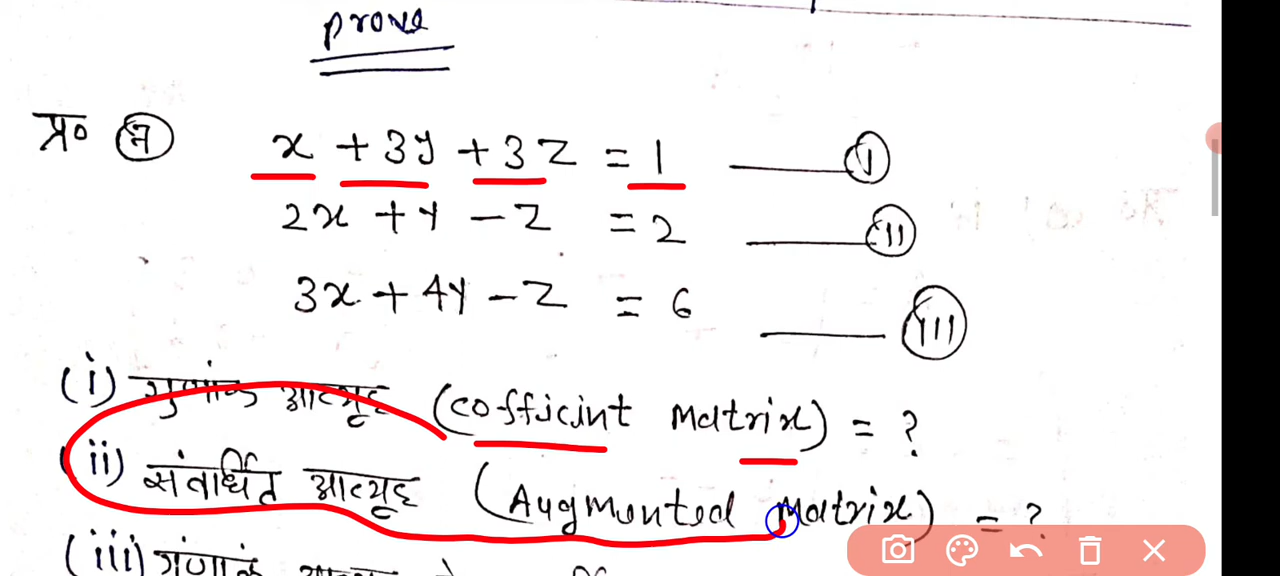 prove
प्र० ⑦ x + 3y + 3z = 1 — (I)
2x + y - z = 2 — (II)
3x + 4y - z = 6 — (III)
(i) गुणांक आव्यूह (Cofficint Matrix) = ?
(ii) संवर्धित आव्यूह (Augmented Matrix) = ?
(iii) गुणांक आव्यूह